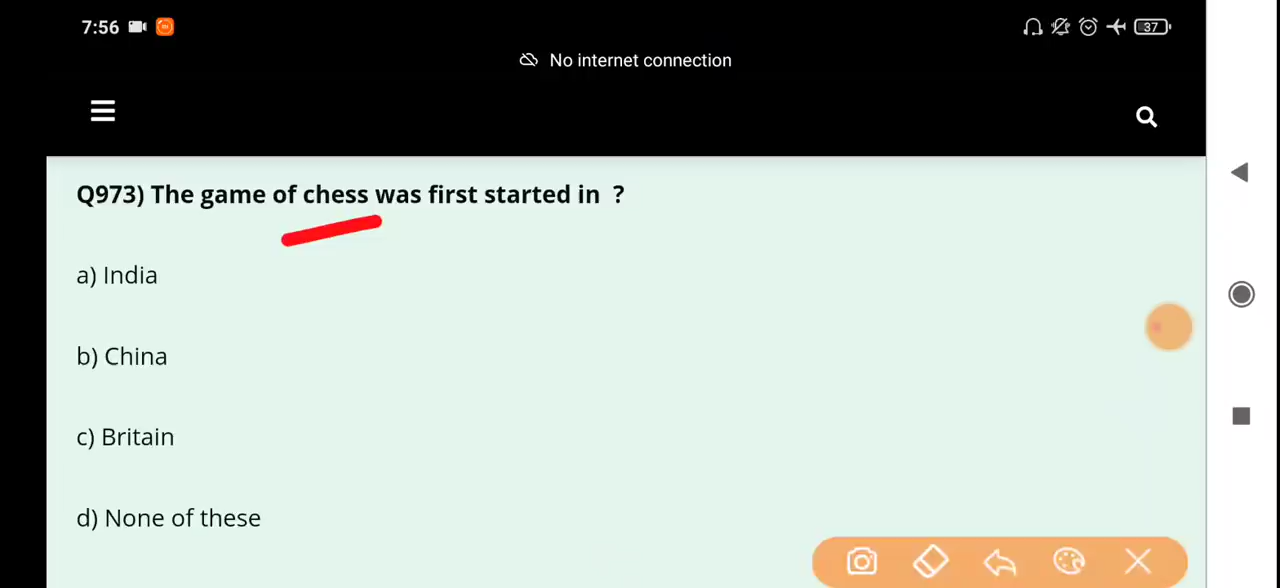 7:56
37
No internet connection
Q973) The game of chess was first started in ?
a) India
b) China
c) Britain
d) None of these